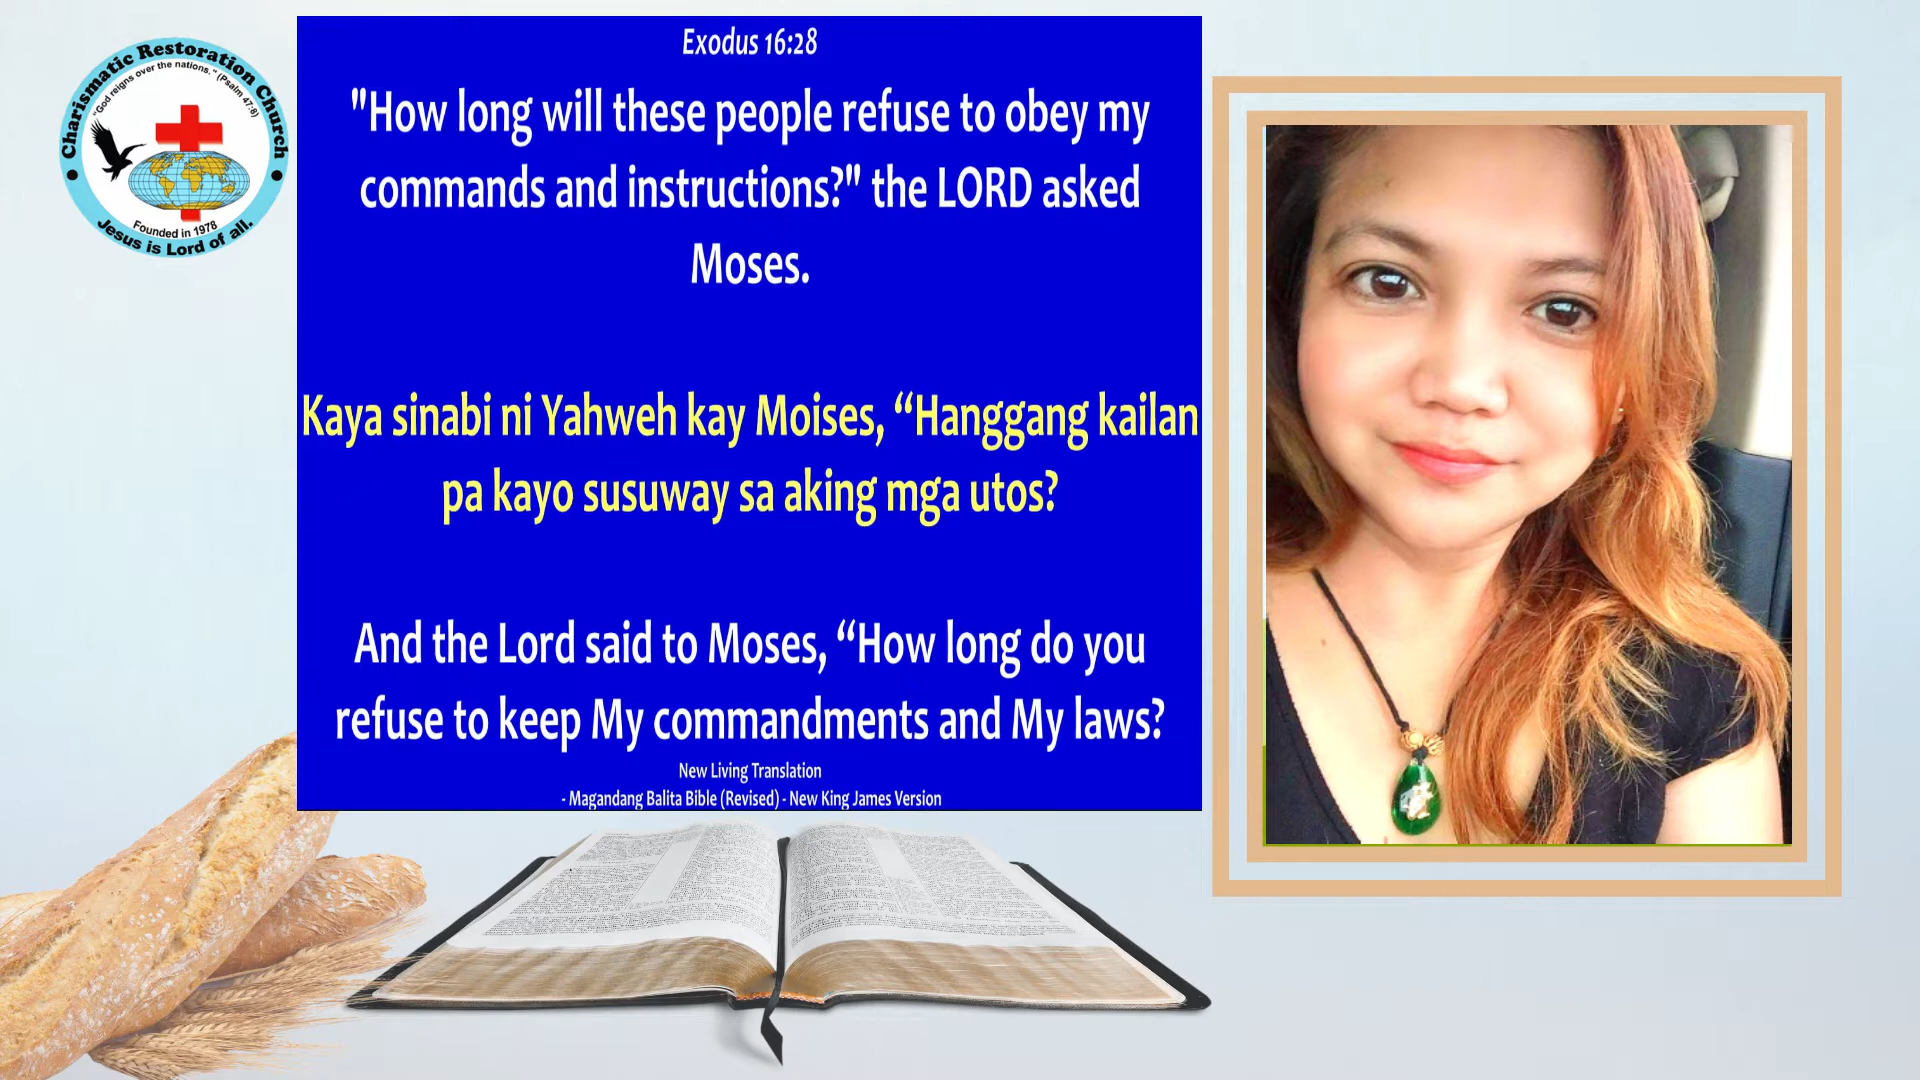 Charismatic Restoration Church
"God reigns over the nations." (Psalm 47:8)
Founded in 1978
Jesus is Lord of all.
Exodus 16:28
"How long will these people refuse to obey my
commands and instructions?" the LORD asked
Moses.
Kaya sinabi ni Yahweh kay Moises, “Hanggang kailan
pa kayo susuway sa aking mga utos?
And the Lord said to Moses, “How long do you
refuse to keep My commandments and My laws?
New Living Translation
- Magandang Balita Bible (Revised) - New King James Version